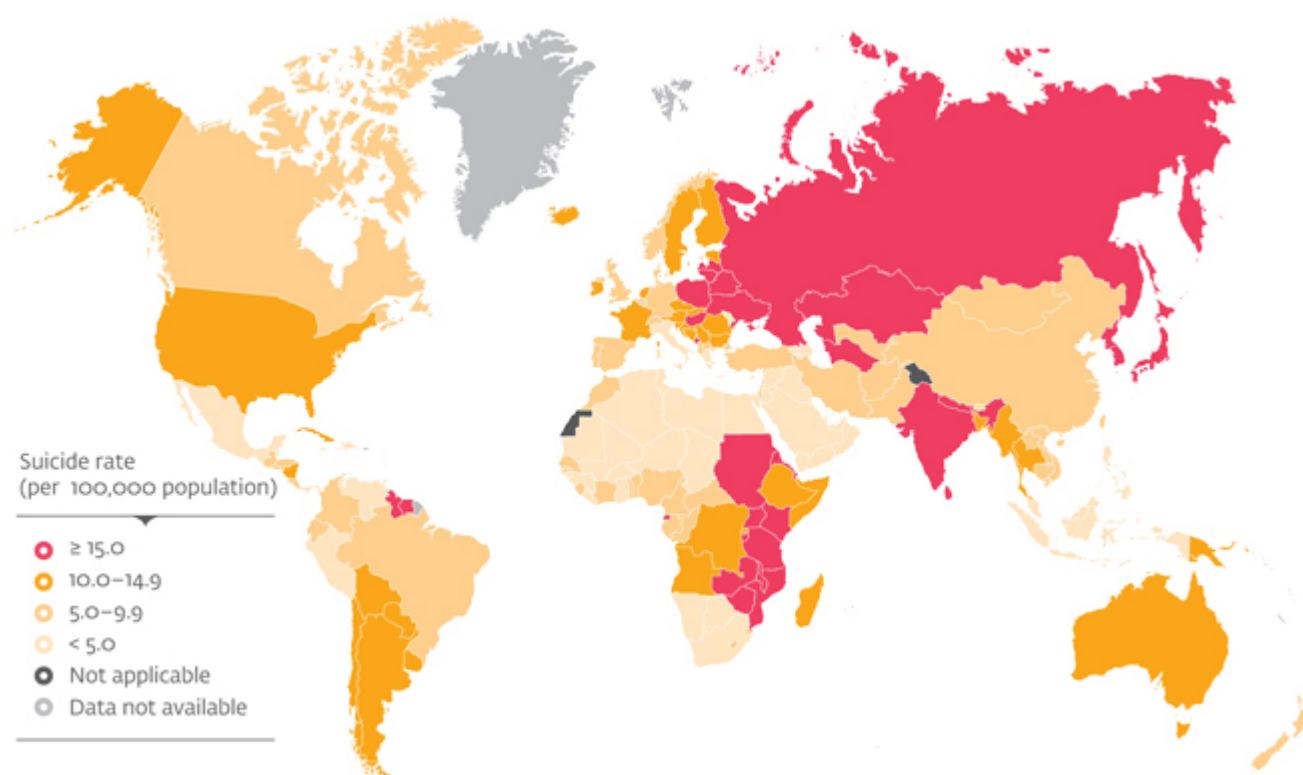 Suicide rate
(per 100,000 population)
≥ 15.0
10.0–14.9
5.0–9.9
< 5.0
Not applicable
Data not available